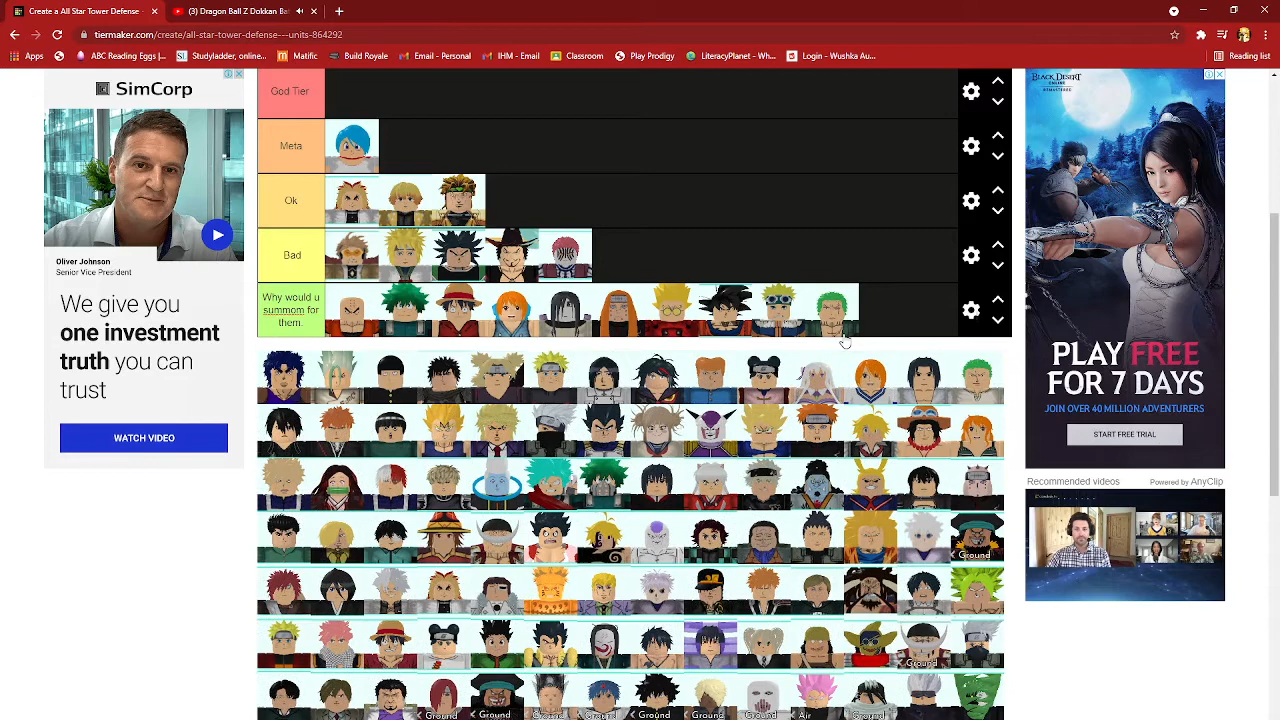 Create a All Star Tower Defense -
(3) Dragon Ball Z Dokkan Bat
tiermaker.com/create/all-star-tower-defense---units-864292
Apps
Accessing Reading Eggs |...
Studyladder, online...
Matific
Build Royale
Email - Personal
IHM - Email
Classroom
Play Prodigy
LiteracyPlanet - Wh...
Login - Wushka Au...
Reading list
SimCorp
Oliver Johnson
Senior Vice President
We give you
one investment
truth you can
trust
WATCH VIDEO
God Tier
Meta
Ok
Bad
Why would u
summom for
them.
Ground
Ground
Ground
Ground
Ground
Ground
Ground
Air
Ground
BLACK DESERT
ONLINE
REMASTERED
PLAY FREE
FOR 7 DAYS
JOIN OVER 40 MILLION ADVENTURERS
START FREE TRIAL
Recommended videos
Powered by AnyClip